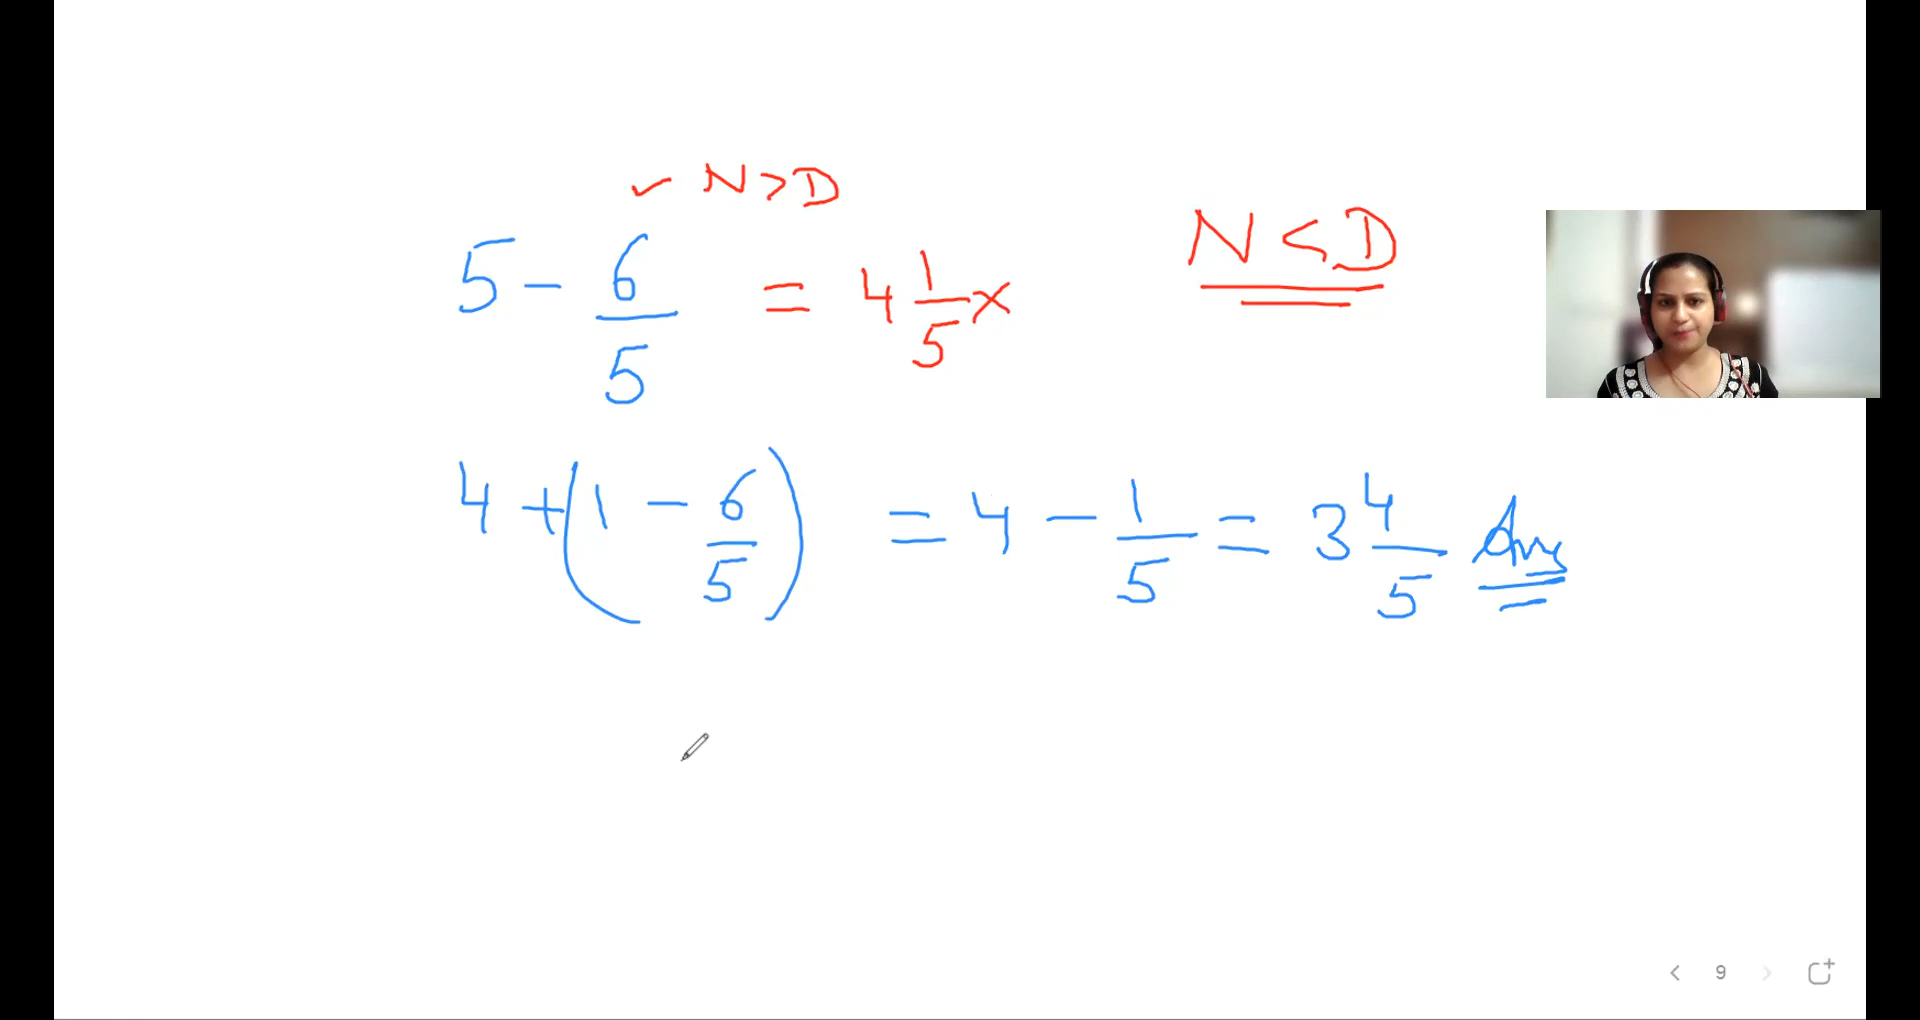 ✓ N > D
5 - 6/5 = 4 1/5 ×
N < D
4 + (1 - 6/5) = 4 - 1/5 = 3 4/5 Ans
9